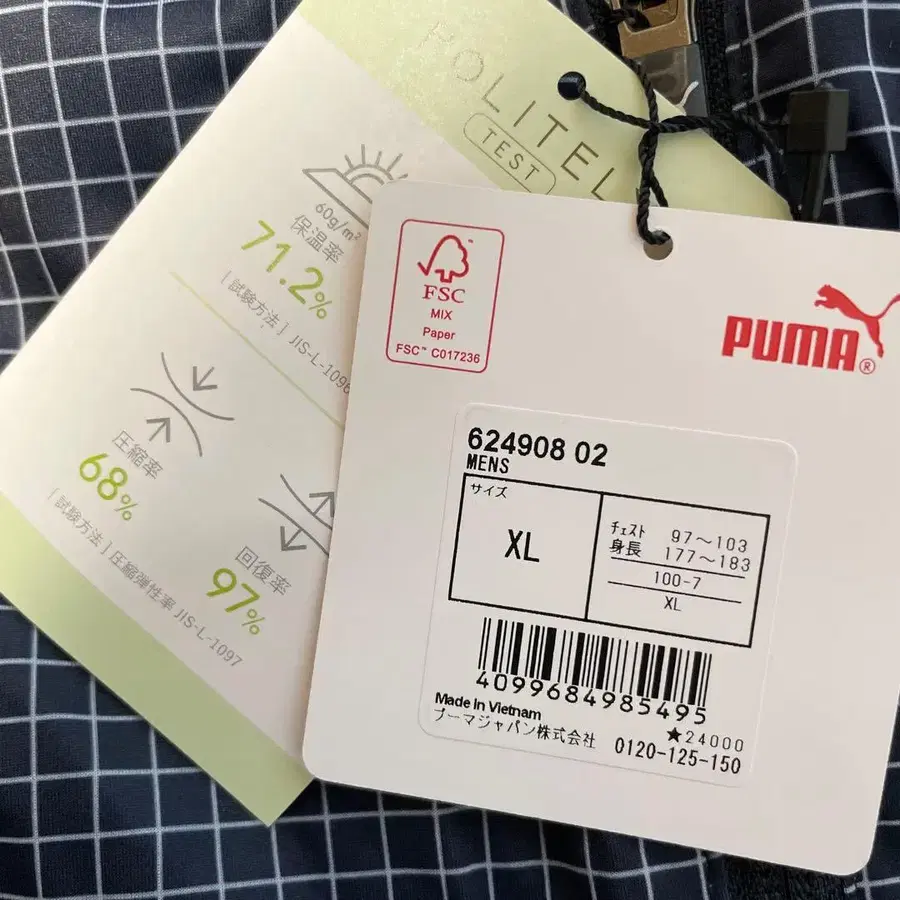 POLITEL
TEST
60g/m²
保温率
71.2%
[試験方法] JIS-L-1096
圧縮率
68%
回復率
97%
[試験方法] 圧縮弾性率 JIS-L-1097
FSC
MIX
Paper
FSC™ C017236
PUMA®
624908 02
MENS
サイズ
XL
チェスト 97~103
身長 177~183
100-7
XL
4099684985495
Made in Vietnam
プーマジャパン株式会社
★24000
0120-125-150